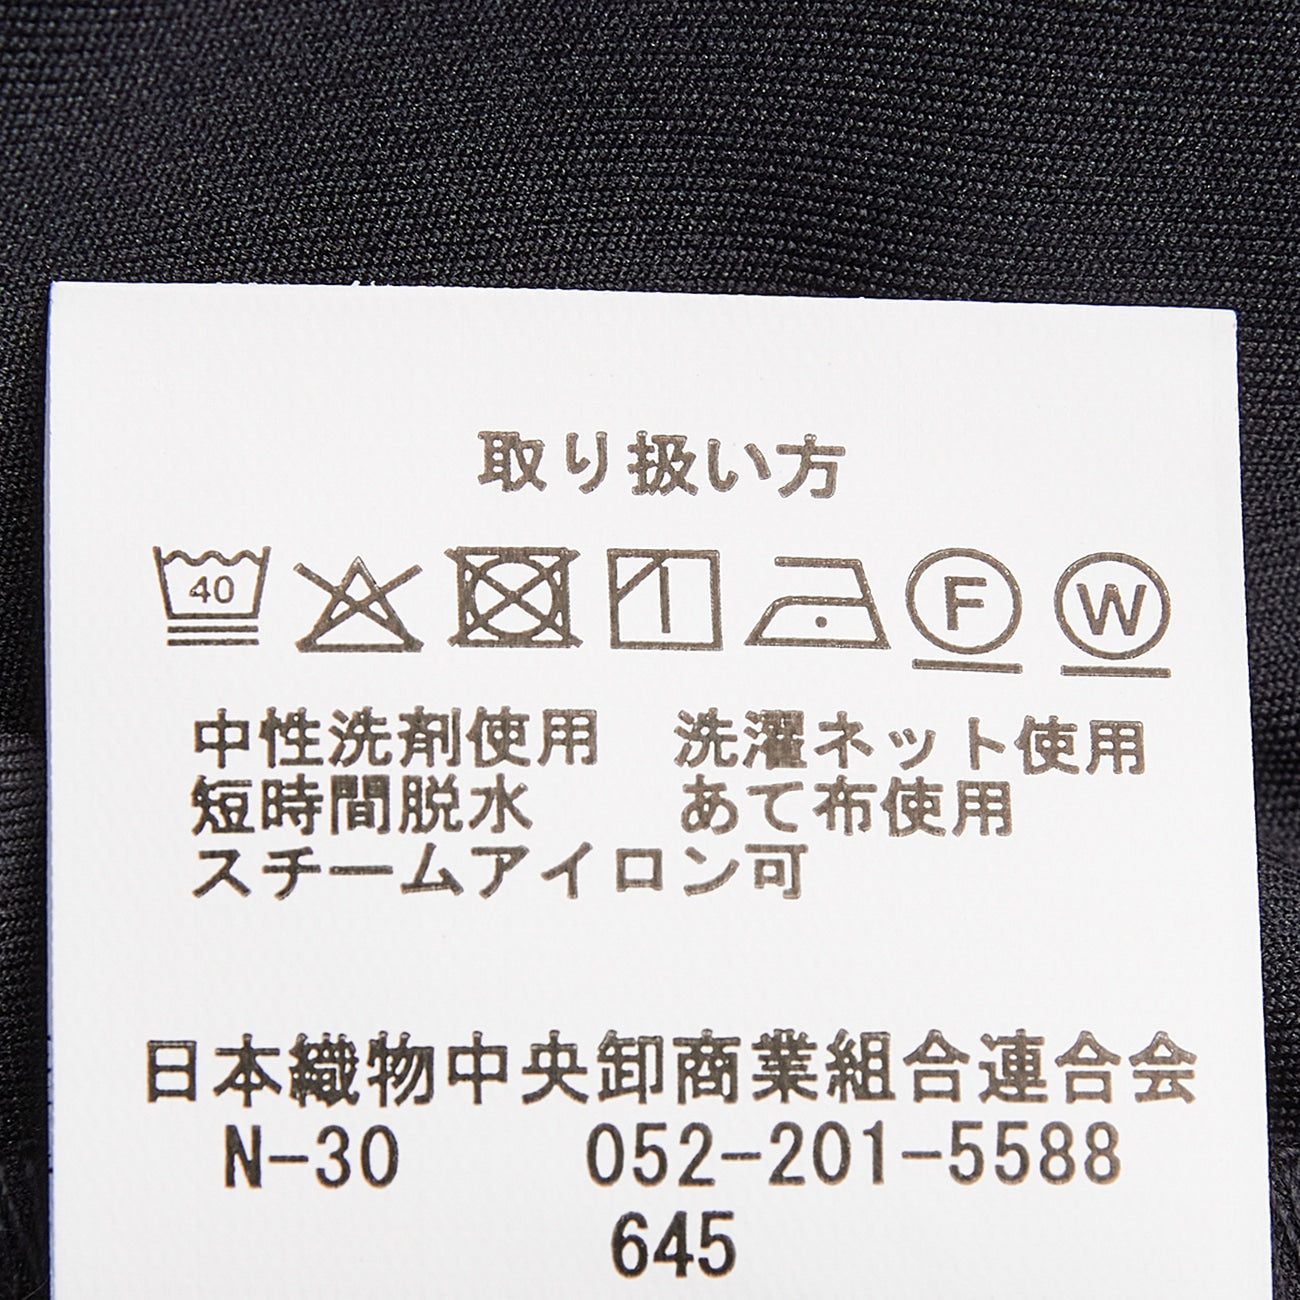 取り扱い方
40 F W
中性洗剤使用 洗濯ネット使用
短時間脱水 あて布使用
スチームアイロン可
日本織物中央卸商業組合連合会
N-30 052-201-5588
645